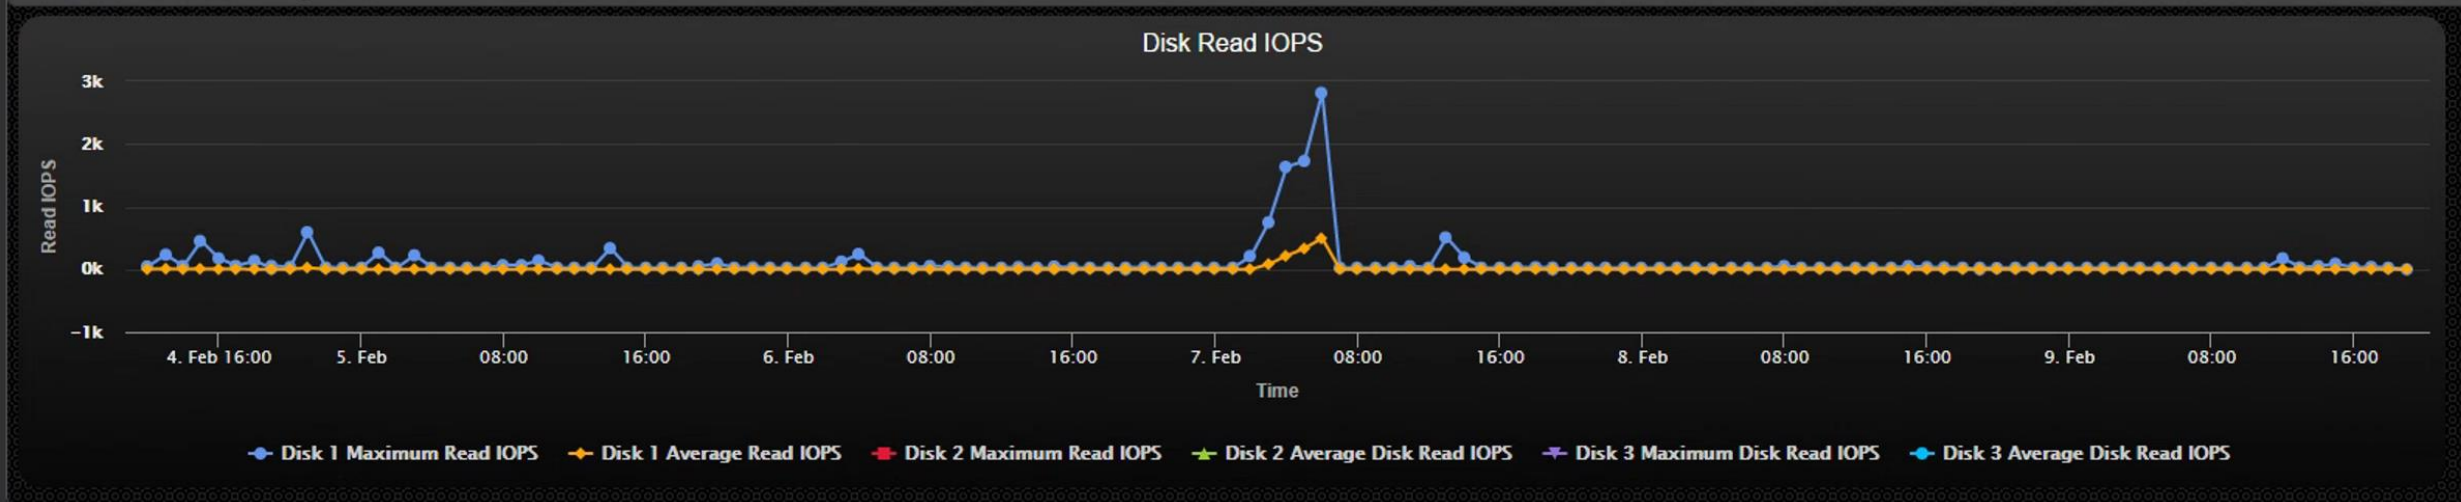 Disk Read IOPS
3k
2k
1k
0k
−1k
Read IOPS
4. Feb 16:00 5. Feb 08:00 16:00 6. Feb 08:00 16:00 7. Feb 08:00 16:00 8. Feb 08:00 16:00 9. Feb 08:00 16:00
Time
Disk 1 Maximum Read IOPS Disk 1 Average Read IOPS Disk 2 Maximum Read IOPS Disk 2 Average Disk Read IOPS Disk 3 Maximum Disk Read IOPS Disk 3 Average Disk Read IOPS